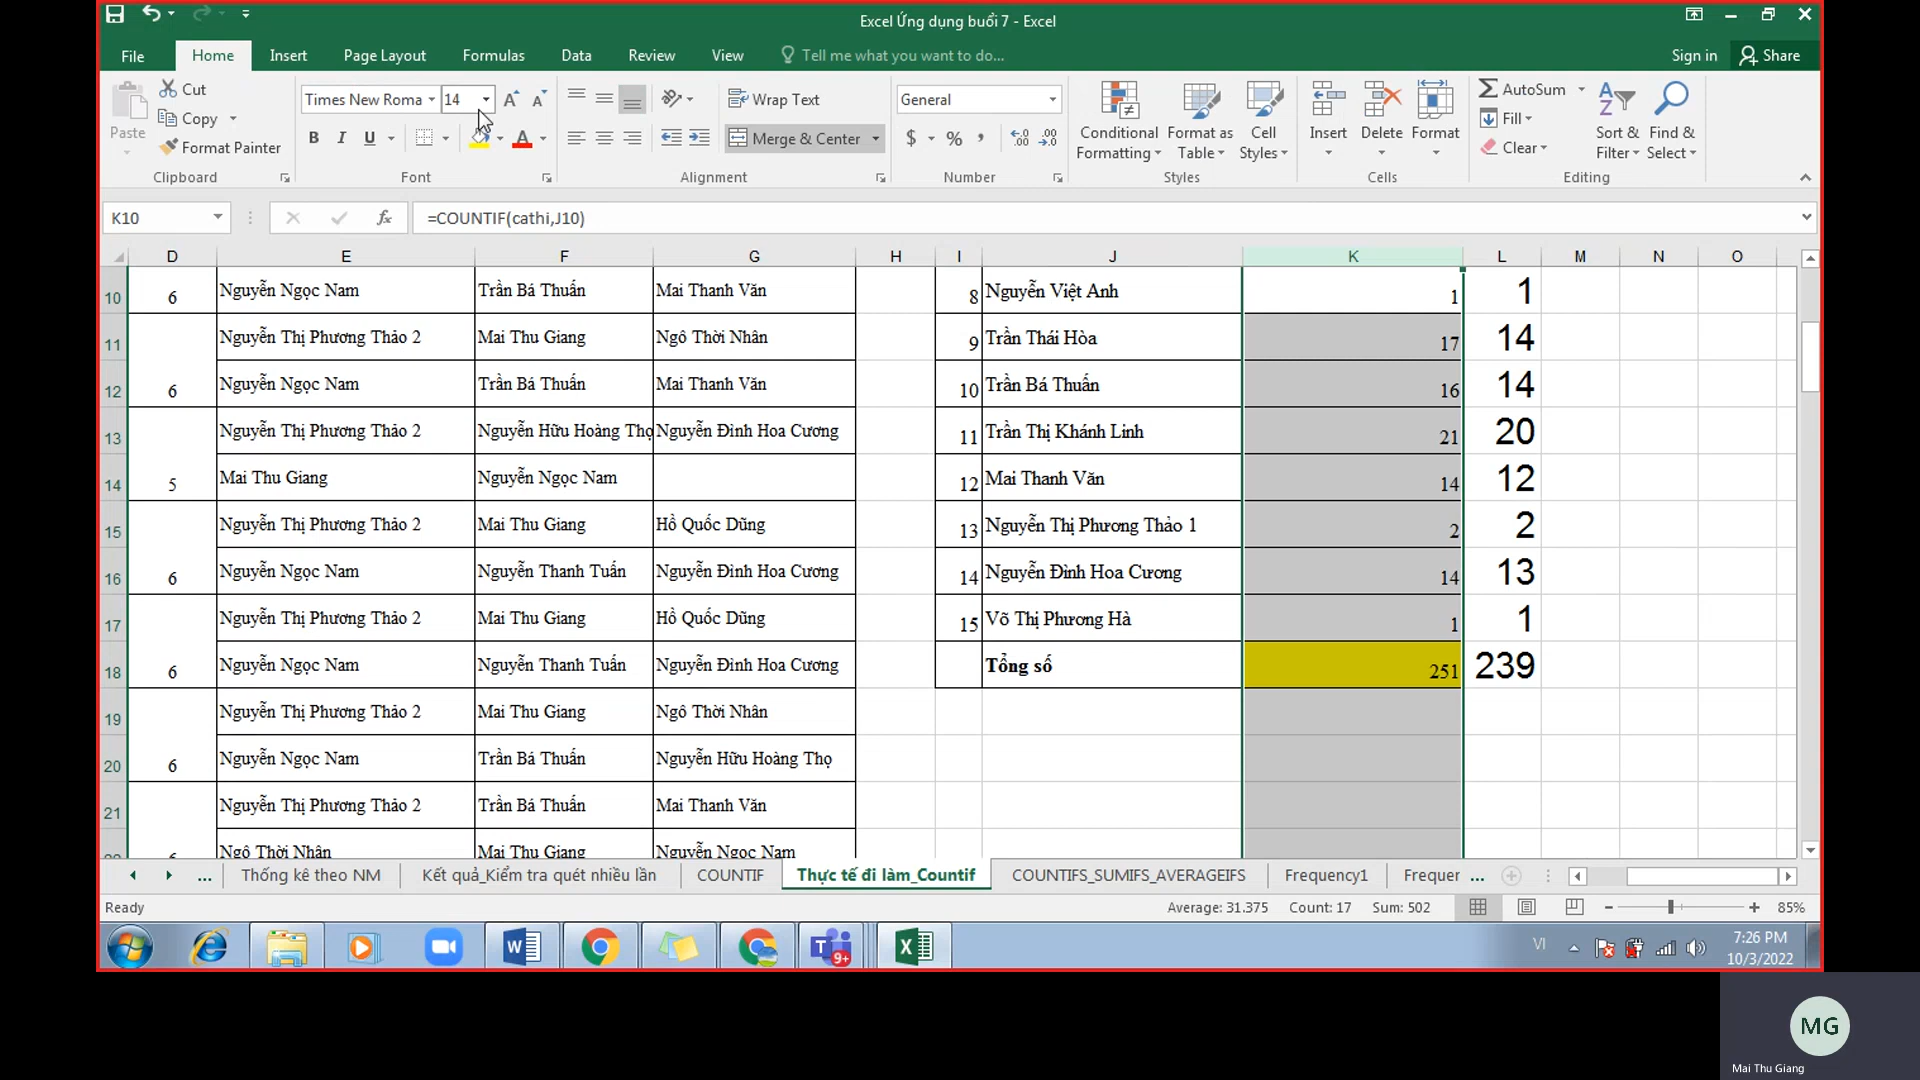 Excel Ứng dụng buổi 7 - Excel
File Home Insert Page Layout Formulas Data Review View Tell me what you want to do... Sign in Share
Paste
Cut
Copy
Format Painter
Times New Roma 14
B I U
Wrap Text
Merge & Center
General
$ % ,
Conditional Formatting
Format as Table
Cell Styles
Insert Delete Format
AutoSum
Fill
Clear
Sort & Filter
Find & Select
Clipboard Font Alignment Number Styles Cells Editing
K10 fx =COUNTIF(cathi,J10)
D E F G H I J K L M N O
10 6 Nguyễn Ngọc Nam Trần Bá Thuấn Mai Thanh Văn 8 Nguyễn Việt Anh 1 1
11 Nguyễn Thị Phương Thảo 2 Mai Thu Giang Ngô Thời Nhân 9 Trần Thái Hòa 17 14
12 6 Nguyễn Ngọc Nam Trần Bá Thuấn Mai Thanh Văn 10 Trần Bá Thuấn 16 14
13 Nguyễn Thị Phương Thảo 2 Nguyễn Hữu Hoàng Thọ Nguyễn Đình Hoa Cương 11 Trần Thị Khánh Linh 21 20
14 5 Mai Thu Giang Nguyễn Ngọc Nam 12 Mai Thanh Văn 14 12
15 Nguyễn Thị Phương Thảo 2 Mai Thu Giang Hồ Quốc Dũng 13 Nguyễn Thị Phương Thảo 1 2 2
16 6 Nguyễn Ngọc Nam Nguyễn Thanh Tuấn Nguyễn Đình Hoa Cương 14 Nguyễn Đình Hoa Cương 14 13
17 Nguyễn Thị Phương Thảo 2 Mai Thu Giang Hồ Quốc Dũng 15 Võ Thị Phương Hà 1 1
18 6 Nguyễn Ngọc Nam Nguyễn Thanh Tuấn Nguyễn Đình Hoa Cương Tổng số 251 239
19 Nguyễn Thị Phương Thảo 2 Mai Thu Giang Ngô Thời Nhân
20 6 Nguyễn Ngọc Nam Trần Bá Thuấn Nguyễn Hữu Hoàng Thọ
21 Nguyễn Thị Phương Thảo 2 Trần Bá Thuấn Mai Thanh Văn
Ngô Thời Nhân Mai Thu Giang Nguyễn Ngọc Nam
... Thống kê theo NM Kết quả_Kiểm tra quét nhiều lần COUNTIF Thực tế đi làm_Countif COUNTIFS_SUMIFS_AVERAGEIFS Frequency1 Frequer ...
Ready Average: 31.375 Count: 17 Sum: 502 85%
9+
VI 7:26 PM
10/3/2022
MG
Mai Thu Giang